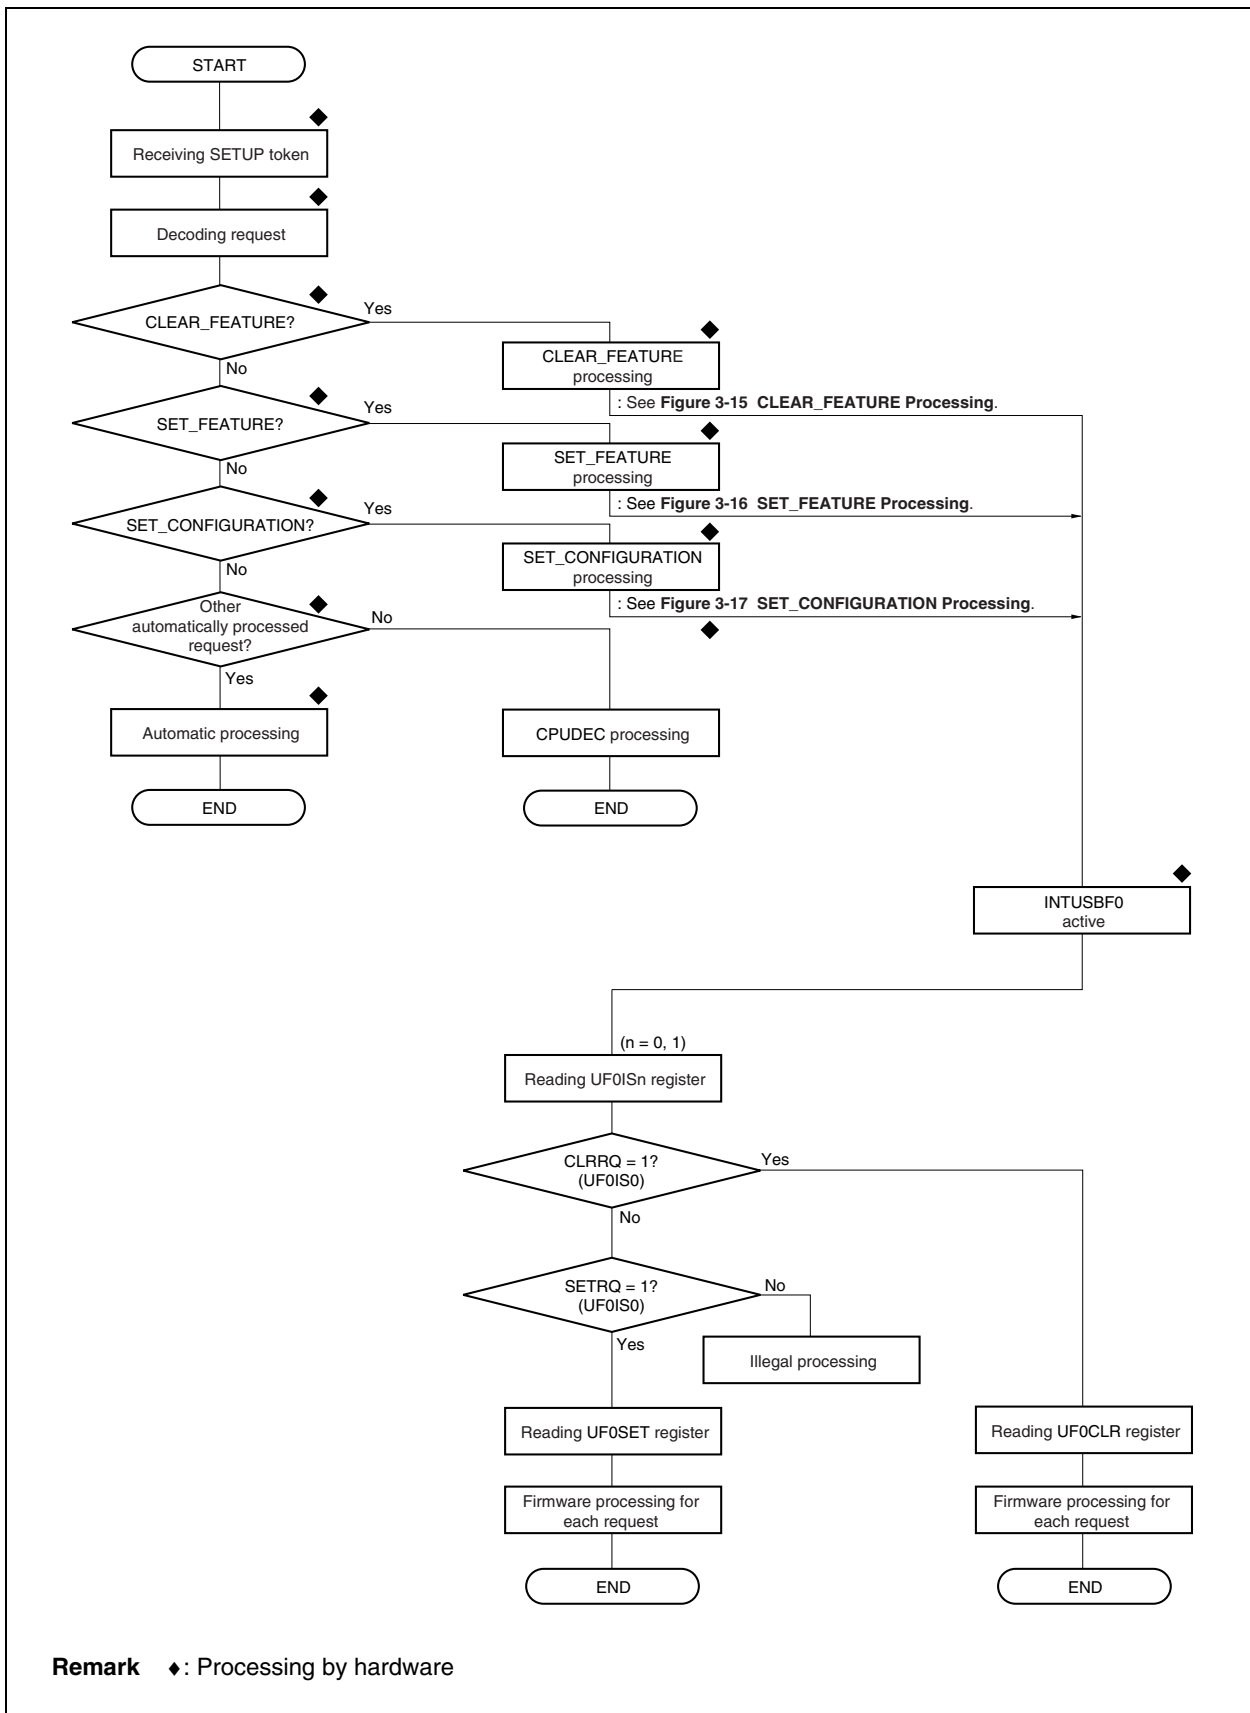 START
Receiving SETUP token
Decoding request
CLEAR_FEATURE?
Yes
No
CLEAR_FEATURE
processing
: See Figure 3-15 CLEAR_FEATURE Processing.
SET_FEATURE?
Yes
No
SET_FEATURE
processing
: See Figure 3-16 SET_FEATURE Processing.
SET_CONFIGURATION?
Yes
No
SET_CONFIGURATION
processing
: See Figure 3-17 SET_CONFIGURATION Processing.
Other
automatically processed
request?
No
Yes
Automatic processing
CPUDEC processing
END
END
INTUSBF0
active
(n = 0, 1)
Reading UF0ISn register
CLRRQ = 1?
(UF0IS0)
Yes
No
SETRQ = 1?
(UF0IS0)
No
Yes
Illegal processing
Reading UF0SET register
Reading UF0CLR register
Firmware processing for
each request
Firmware processing for
each request
END
END
Remark ♦: Processing by hardware